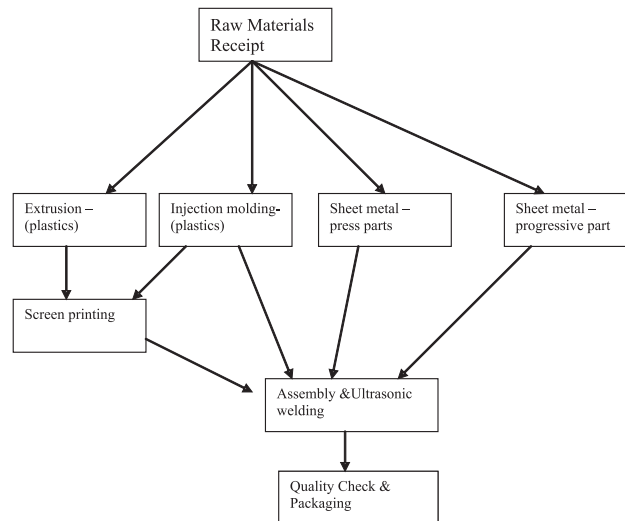 Raw Materials
Receipt
Extrusion –
(plastics)
Injection molding-
(plastics)
Sheet metal –
press parts
Sheet metal –
progressive part
Screen printing
Assembly &Ultrasonic
welding
Quality Check &
Packaging